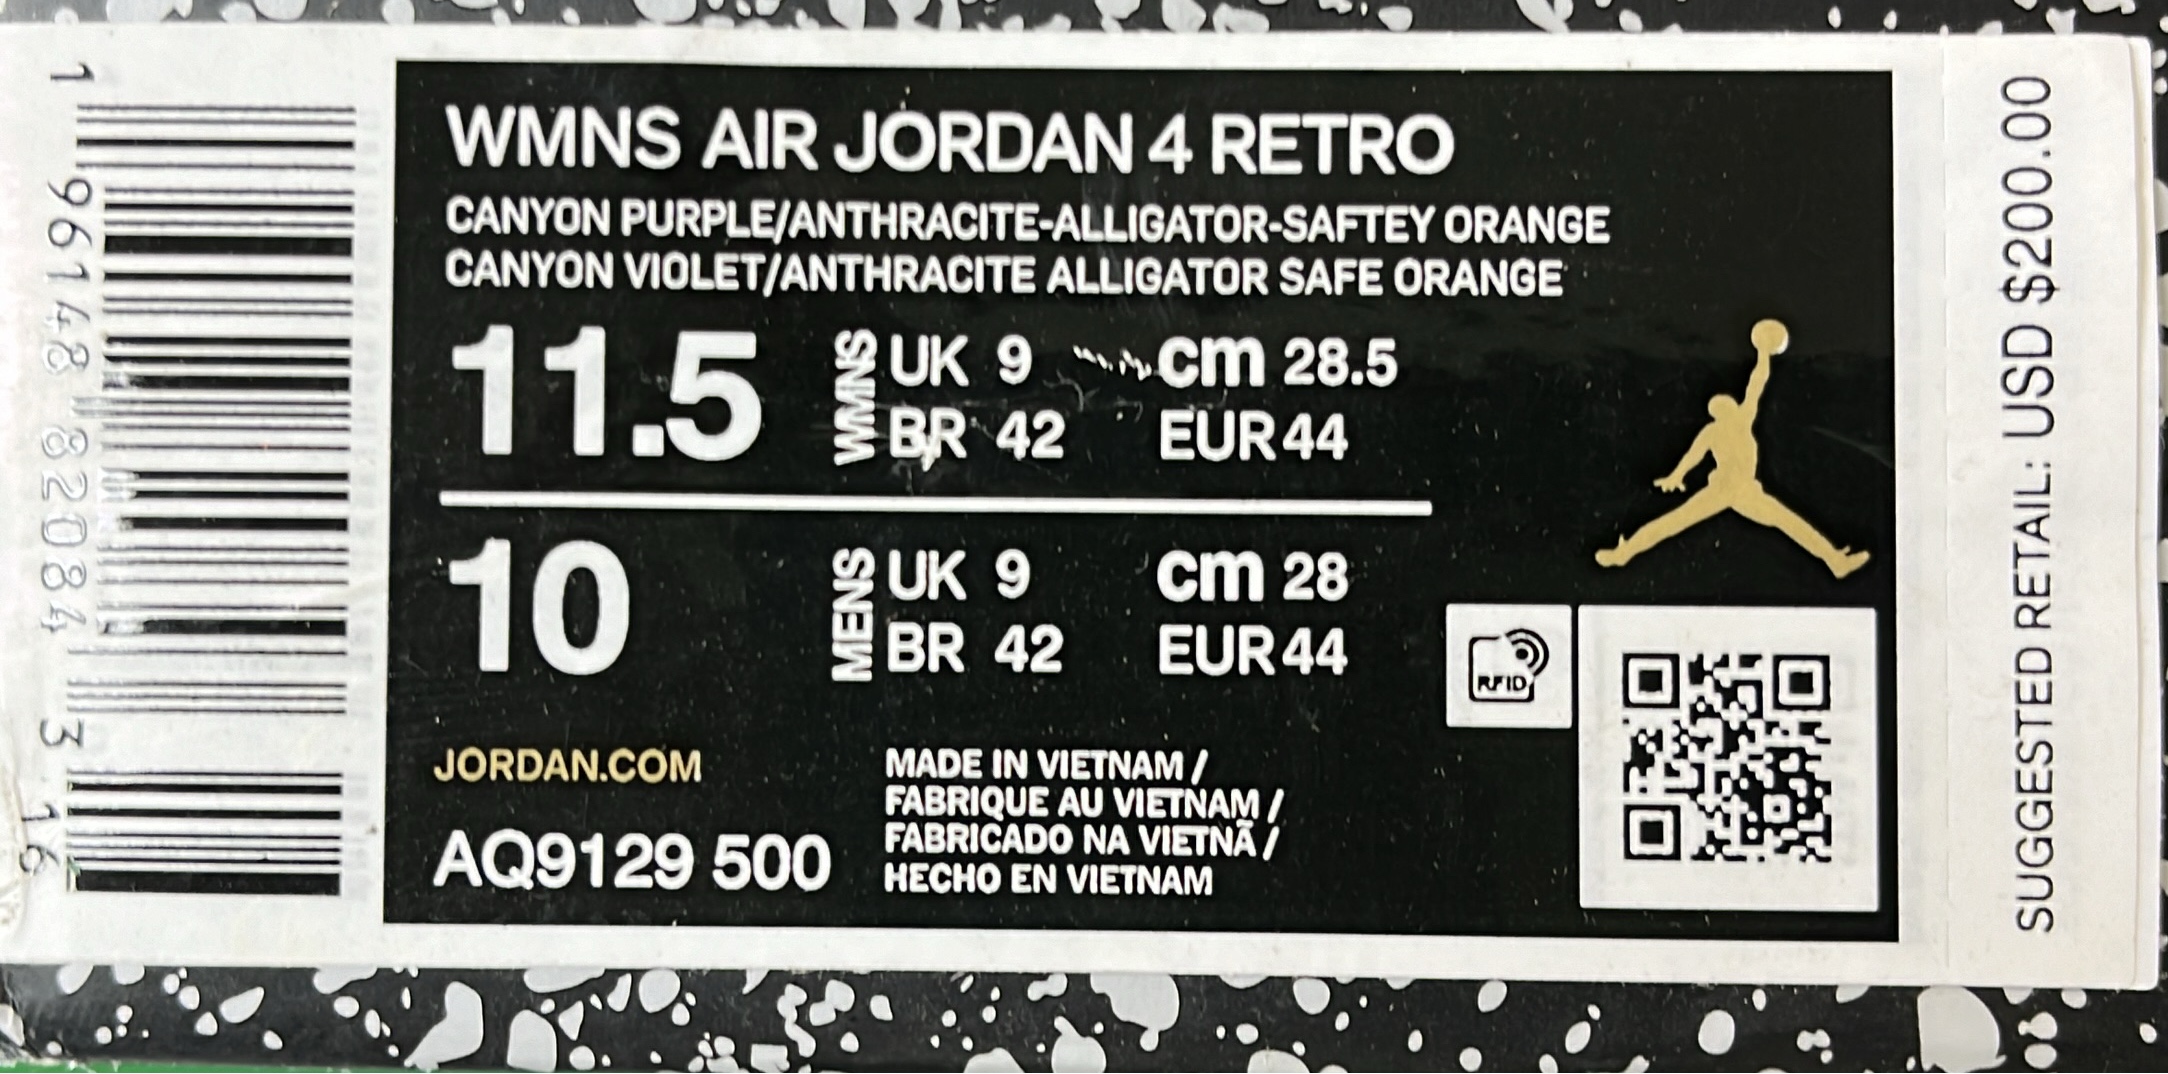 1 96148 82084 3 16
WMNS AIR JORDAN 4 RETRO
CANYON PURPLE/ANTHRACITE-ALLIGATOR-SAFTEY ORANGE
CANYON VIOLET/ANTHRACITE ALLIGATOR SAFE ORANGE
11.5 WMNS UK 9 cm 28.5
BR 42 EUR 44
10 MENS UK 9 cm 28
BR 42 EUR 44
RFID
JORDAN.COM
AQ9129 500
MADE IN VIETNAM /
FABRIQUE AU VIETNAM /
FABRICADO NA VIETNÃ /
HECHO EN VIETNAM
SUGGESTED RETAIL: USD $200.00